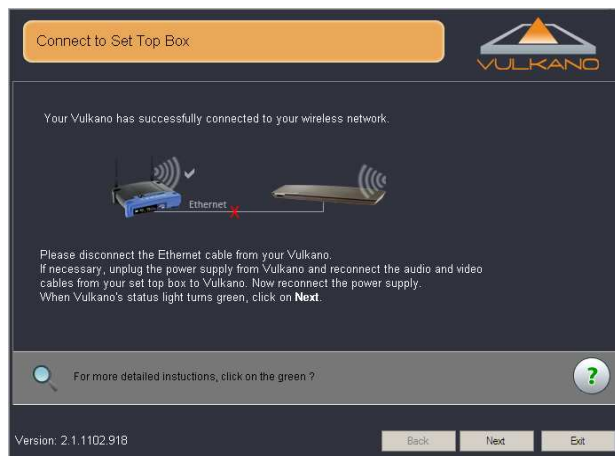 Connect to Set Top Box
VULKANO
Your Vulkano has successfully connected to your wireless network.
Ethernet
Please disconnect the Ethernet cable from your Vulkano.
If necessary, unplug the power supply from Vulkano and reconnect the audio and video
cables from your set top box to Vulkano. Now reconnect the power supply.
When Vulkano's status light turns green, click on Next.
For more detailed instuctions, click on the green ?
?
Version: 2.1.1102.918
Back
Next
Exit